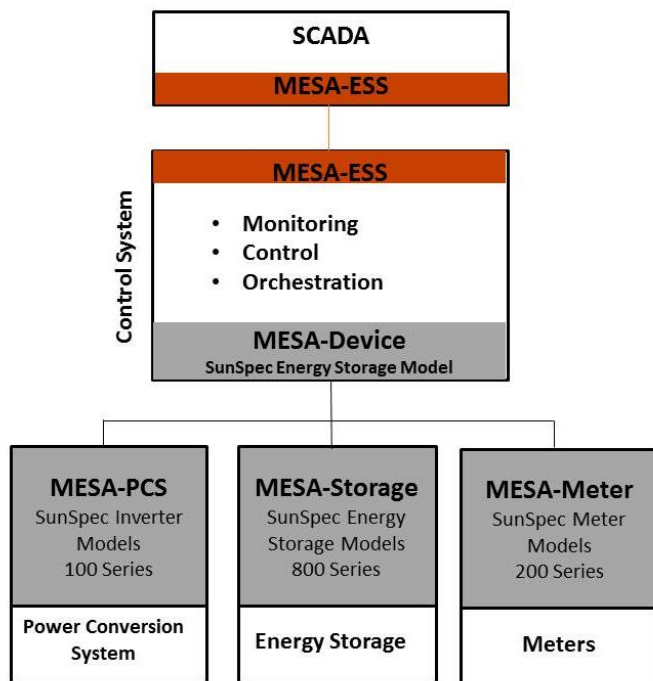 SCADA
MESA-ESS
MESA-ESS
Control System
• Monitoring
• Control
• Orchestration
MESA-Device
SunSpec Energy Storage Model
MESA-PCS
SunSpec Inverter
Models
100 Series
Power Conversion
System
MESA-Storage
SunSpec Energy
Storage Models
800 Series
Energy Storage
MESA-Meter
SunSpec Meter
Models
200 Series
Meters